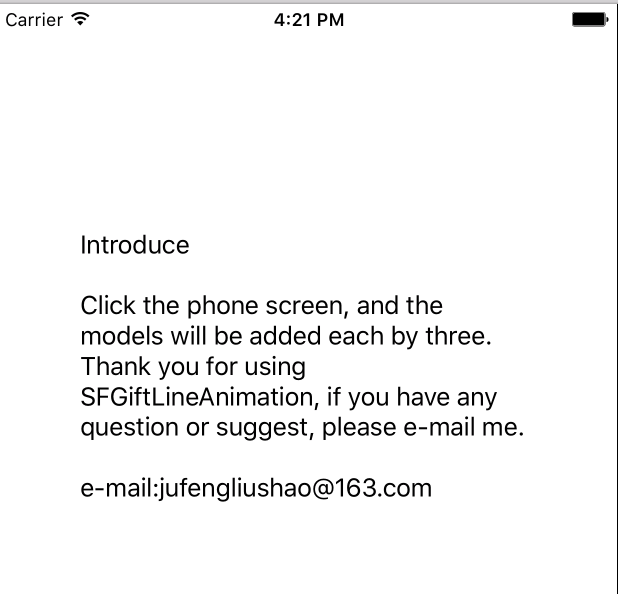 Carrier 4:21 PM
Introduce
Click the phone screen, and the
models will be added each by three.
Thank you for using
SFGiftLineAnimation, if you have any
question or suggest, please e-mail me.
e-mail:jufengliushao@163.com